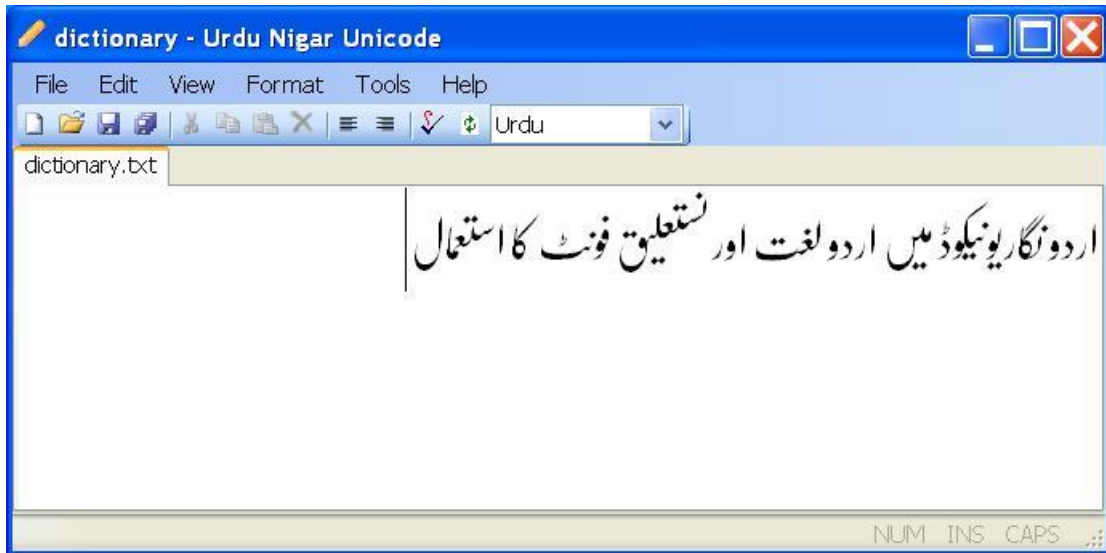 dictionary - Urdu Nigar Unicode
File Edit View Format Tools Help
Urdu
dictionary.txt
اردو نگار یونیکوڈ میں اردو لغت اور نستعلیق فونٹ کا استعمال
NUM INS CAPS